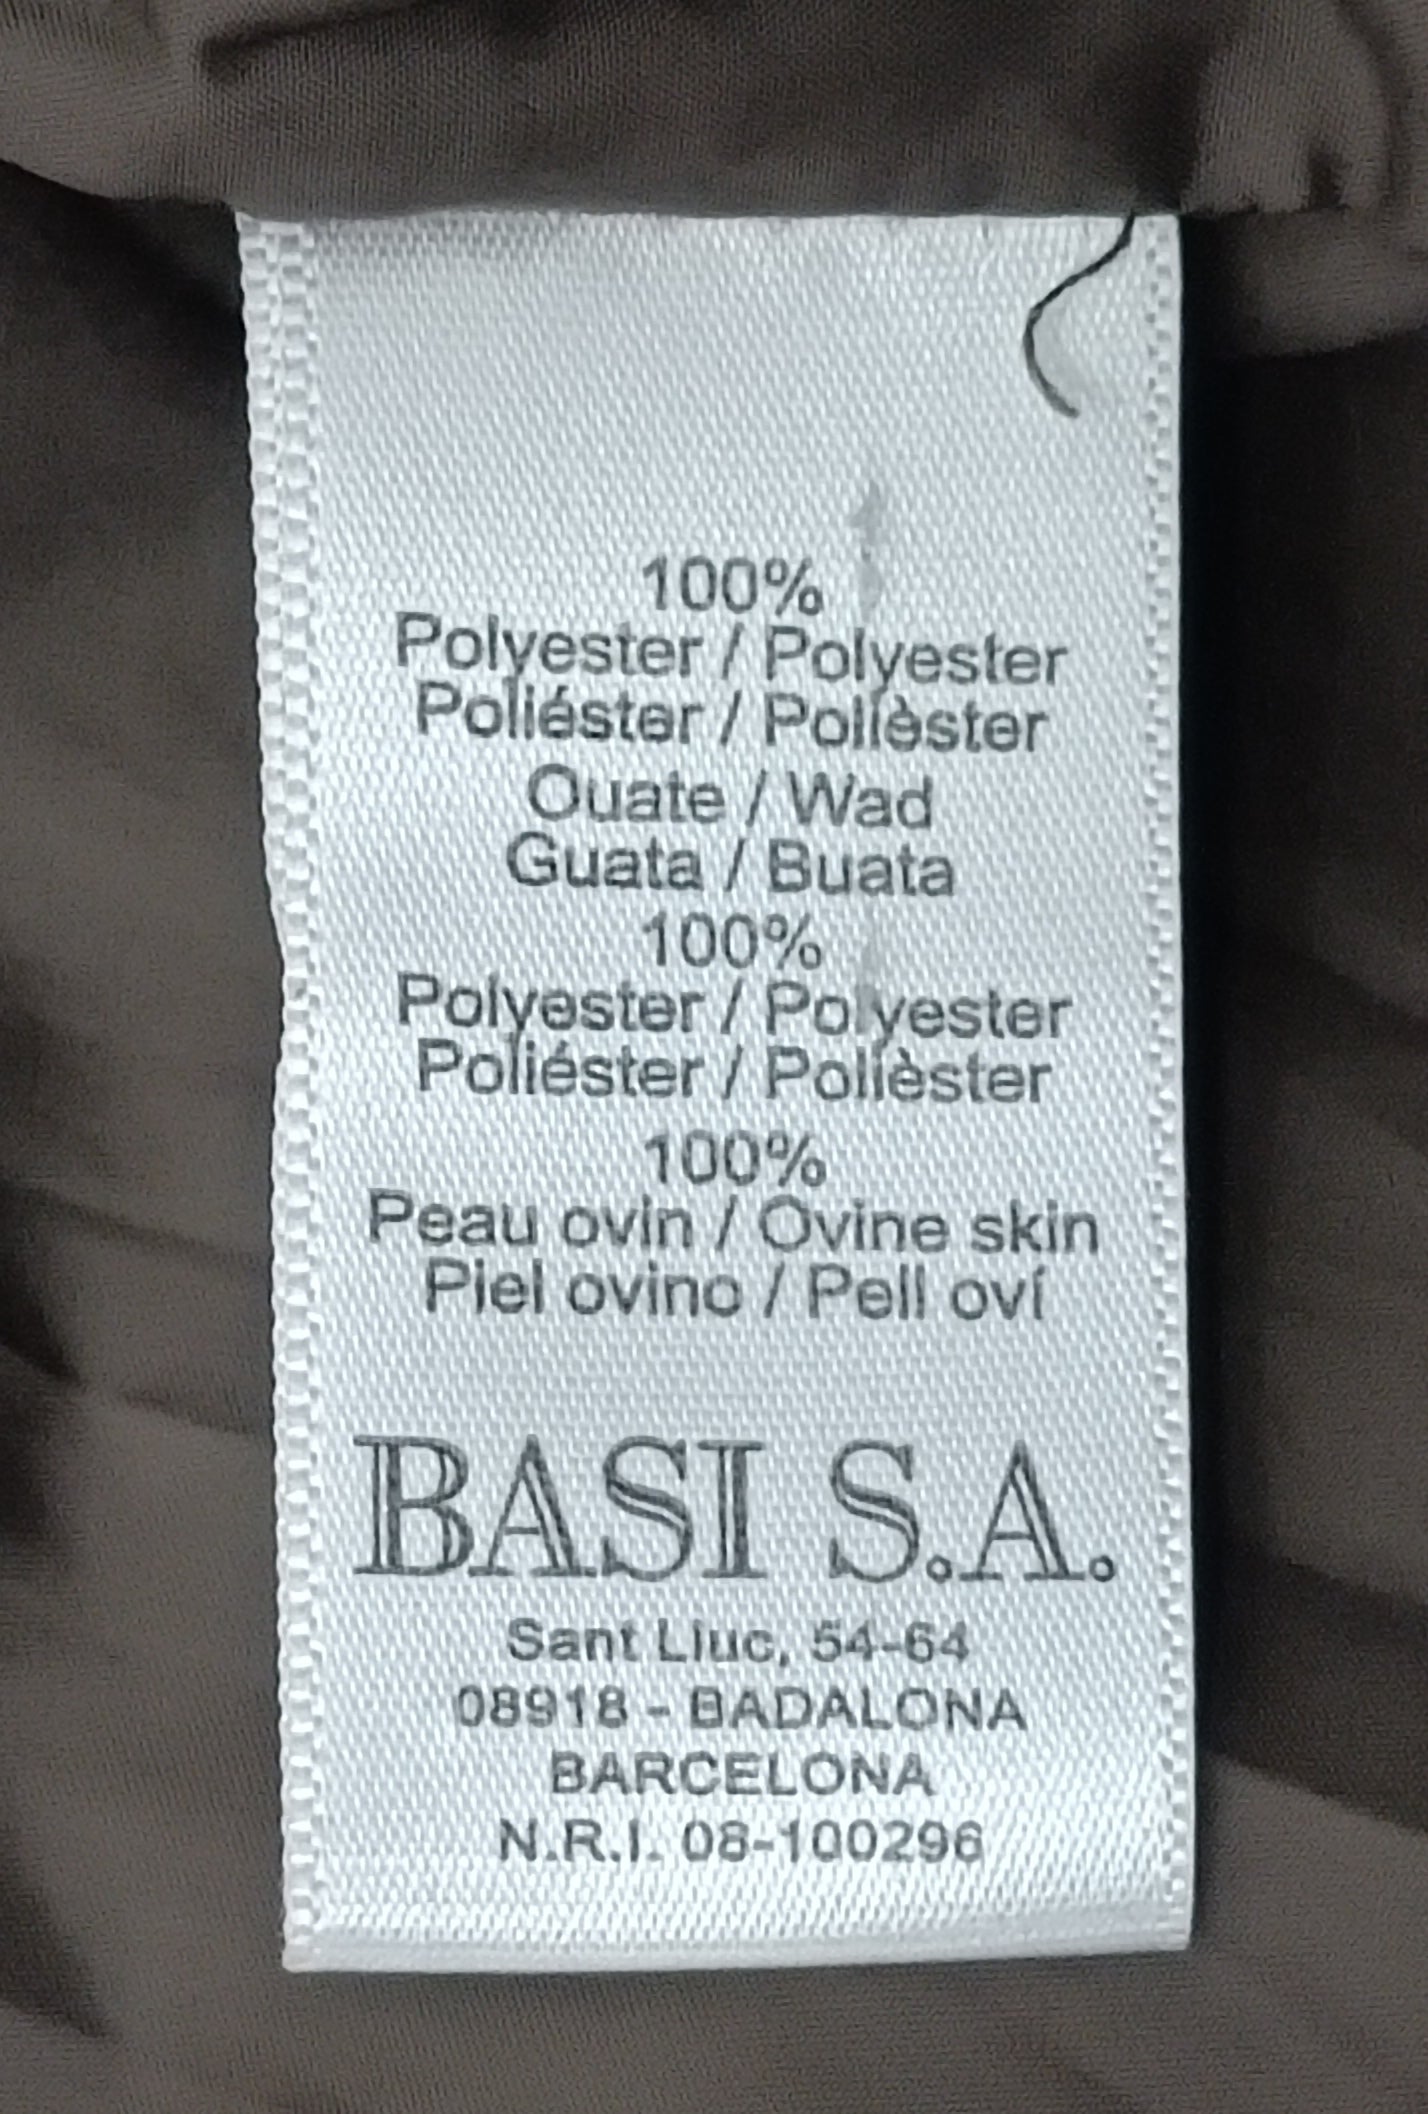 100%
Polyester / Polyester
Poliéster / Polièster
Ouate / Wad
Guata / Buata
100%
Polyester / Polyester
Poliéster / Polièster
100%
Peau ovin / Ovine skin
Piel ovino / Pell oví
BASI S.A.
Sant Lluc, 54-64
08918 - BADALONA
BARCELONA
N.R.I. 08-100296